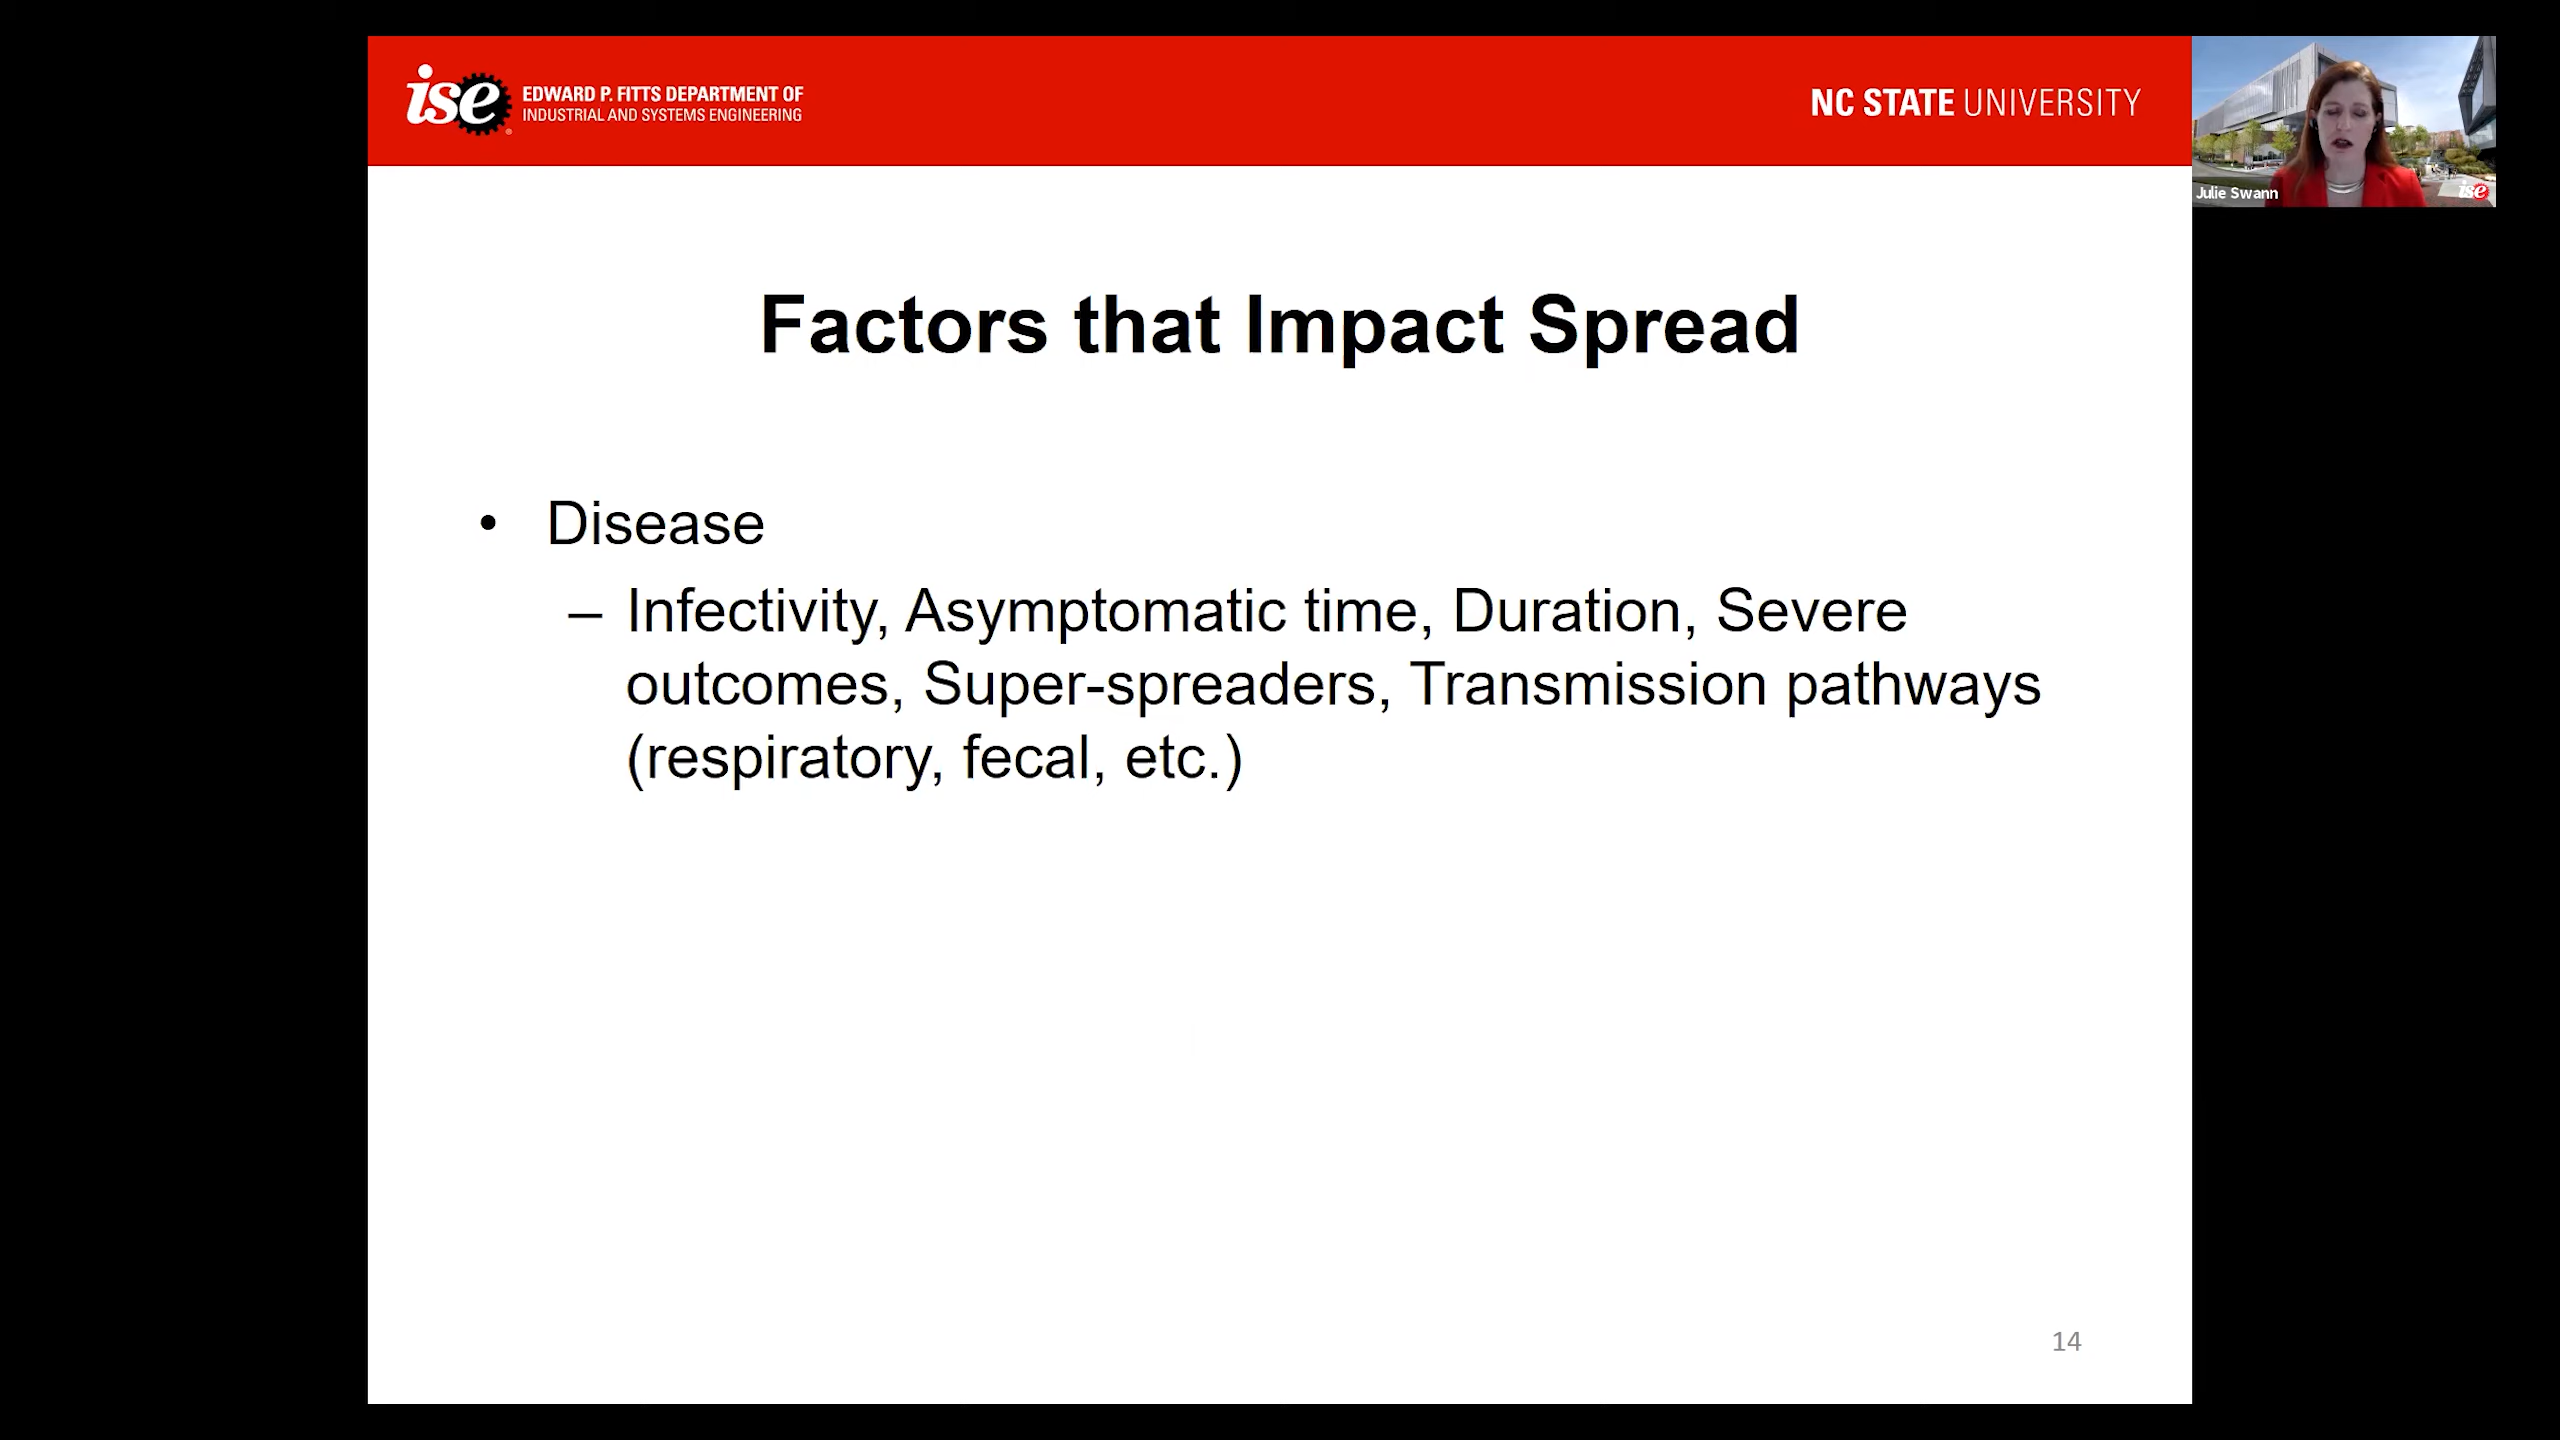 ise EDWARD P. FITTS DEPARTMENT OF
INDUSTRIAL AND SYSTEMS ENGINEERING
NC STATE UNIVERSITY
Julie Swann
ise
Factors that Impact Spread
• Disease
– Infectivity, Asymptomatic time, Duration, Severe
outcomes, Super-spreaders, Transmission pathways
(respiratory, fecal, etc.)
14